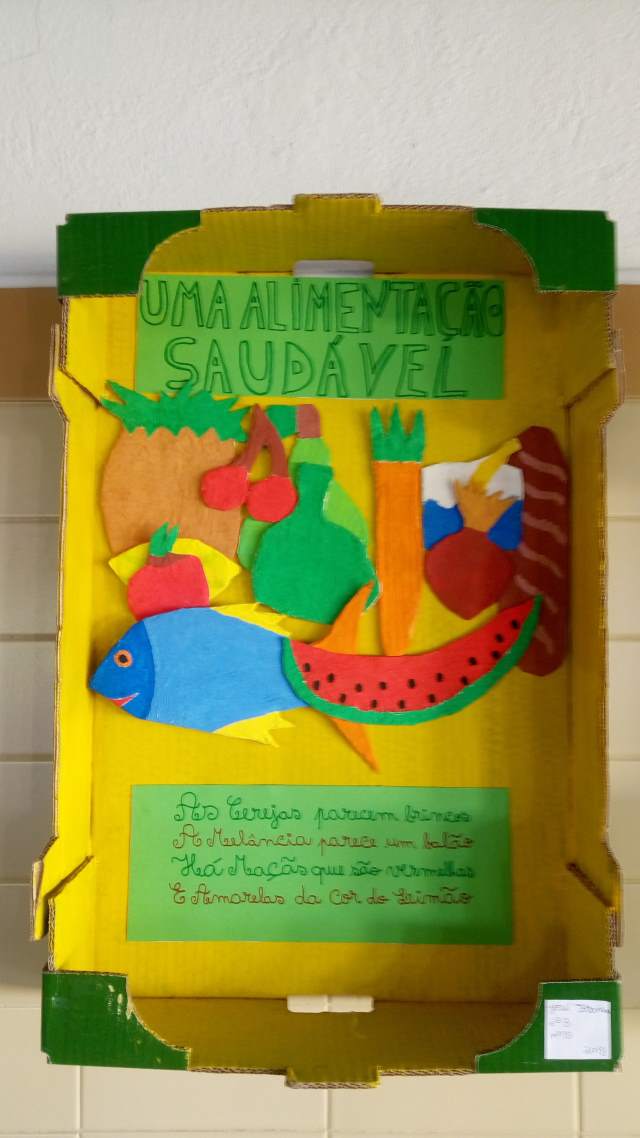 UMA ALIMENTAÇÃO
SAUDÁVEL
As Cerejas parecem brincos
A Melância parece um balão
Há Maçãs que são vermelhas
E Amarelas da Cor do Limão